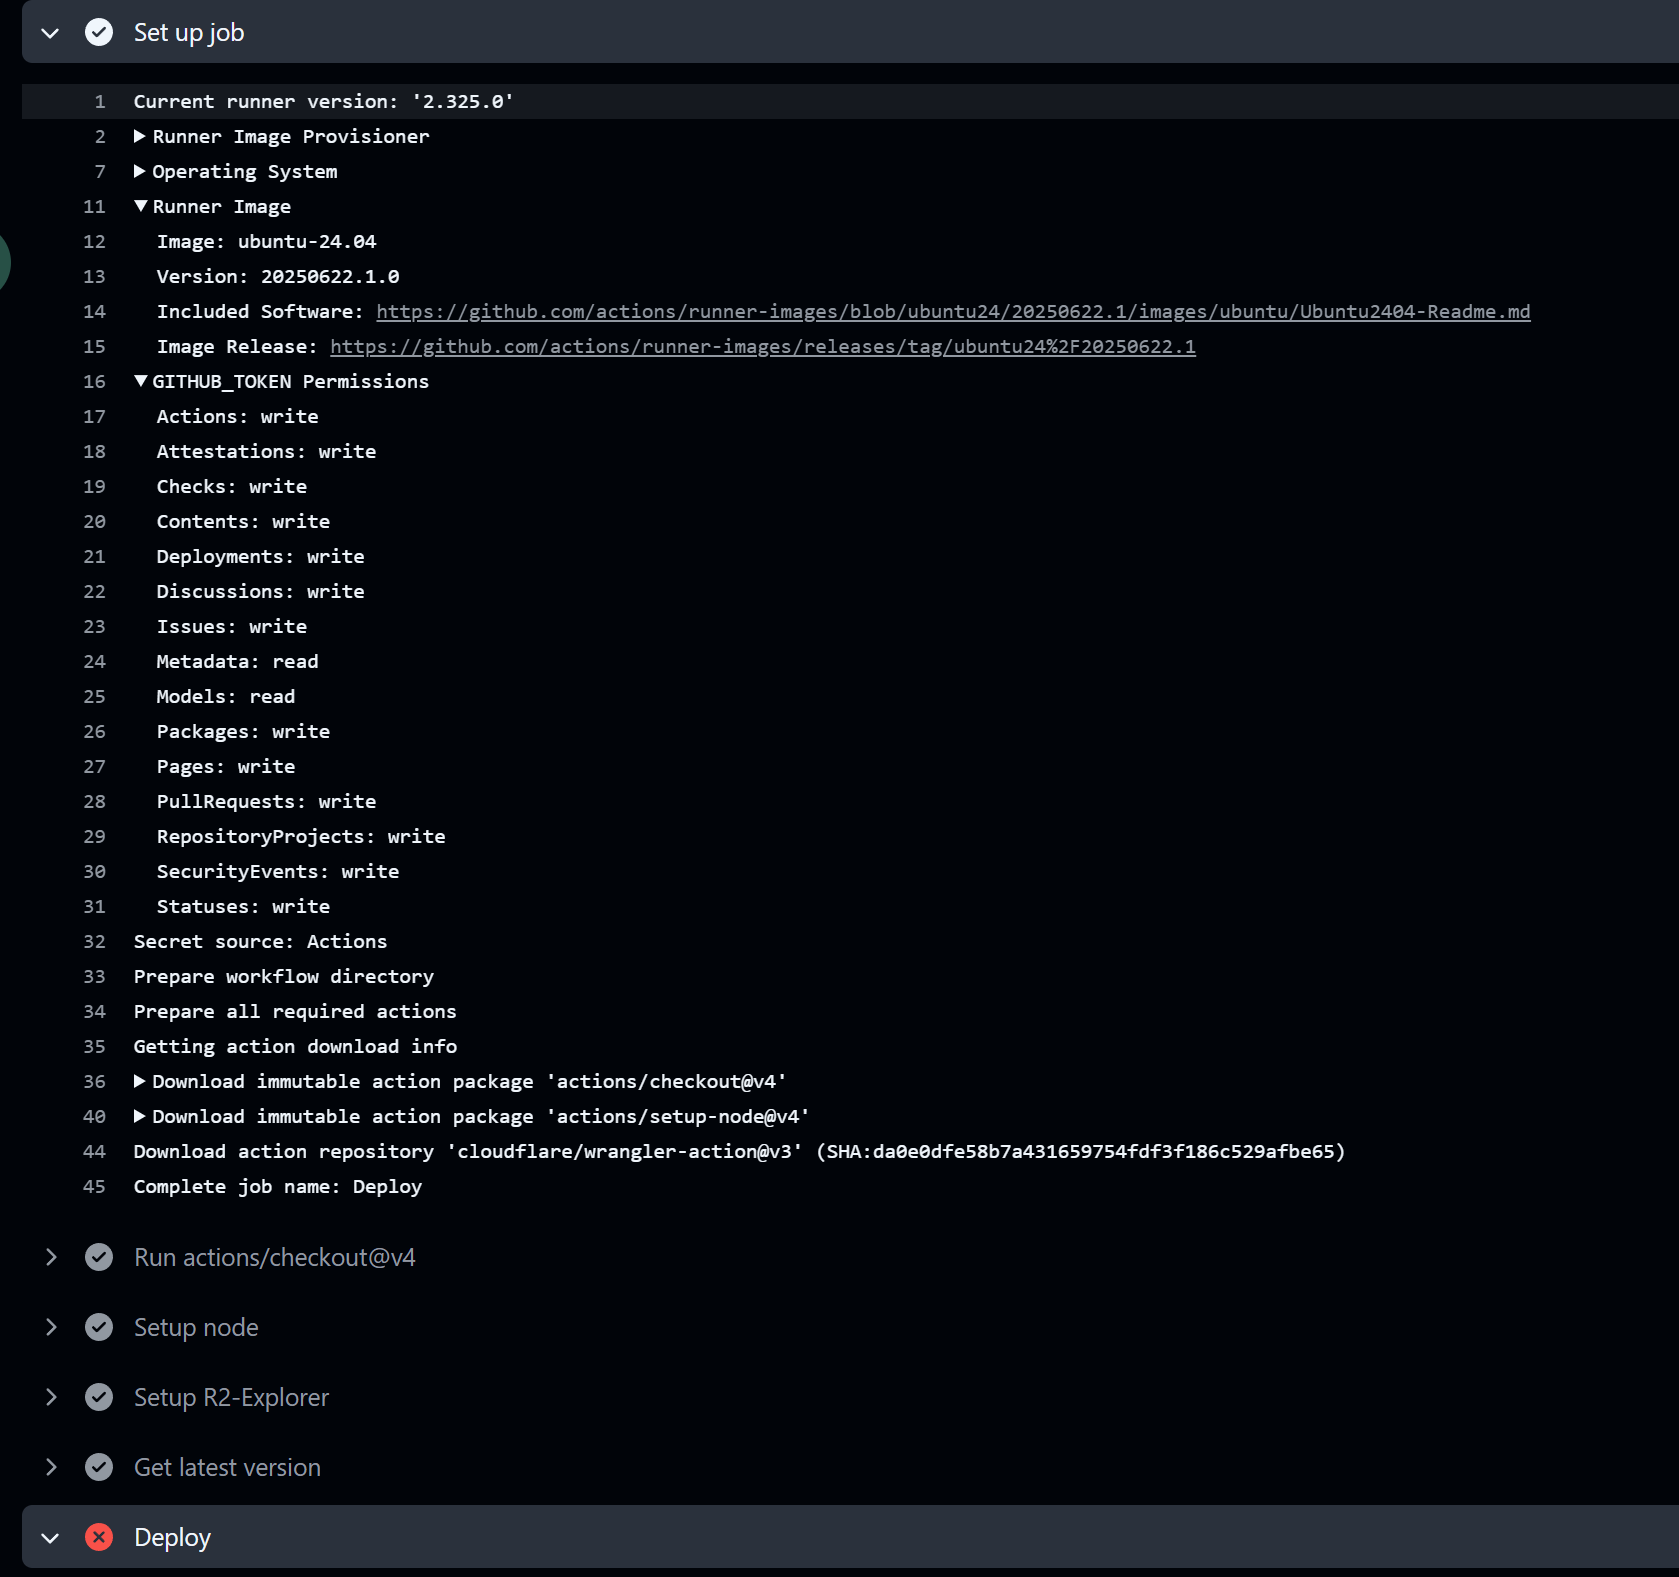 Set up job
1 Current runner version: '2.325.0'
2 Runner Image Provisioner
7 Operating System
11 Runner Image
12 Image: ubuntu-24.04
13 Version: 20250622.1.0
14 Included Software: https://github.com/actions/runner-images/blob/ubuntu24/20250622.1/images/ubuntu/Ubuntu2404-Readme.md
15 Image Release: https://github.com/actions/runner-images/releases/tag/ubuntu24%2F20250622.1
16 GITHUB_TOKEN Permissions
17 Actions: write
18 Attestations: write
19 Checks: write
20 Contents: write
21 Deployments: write
22 Discussions: write
23 Issues: write
24 Metadata: read
25 Models: read
26 Packages: write
27 Pages: write
28 PullRequests: write
29 RepositoryProjects: write
30 SecurityEvents: write
31 Statuses: write
32 Secret source: Actions
33 Prepare workflow directory
34 Prepare all required actions
35 Getting action download info
36 Download immutable action package 'actions/checkout@v4'
40 Download immutable action package 'actions/setup-node@v4'
44 Download action repository 'cloudflare/wrangler-action@v3' (SHA:da0e0dfe58b7a431659754fdf3f186c529afbe65)
45 Complete job name: Deploy
Run actions/checkout@v4
Setup node
Setup R2-Explorer
Get latest version
Deploy